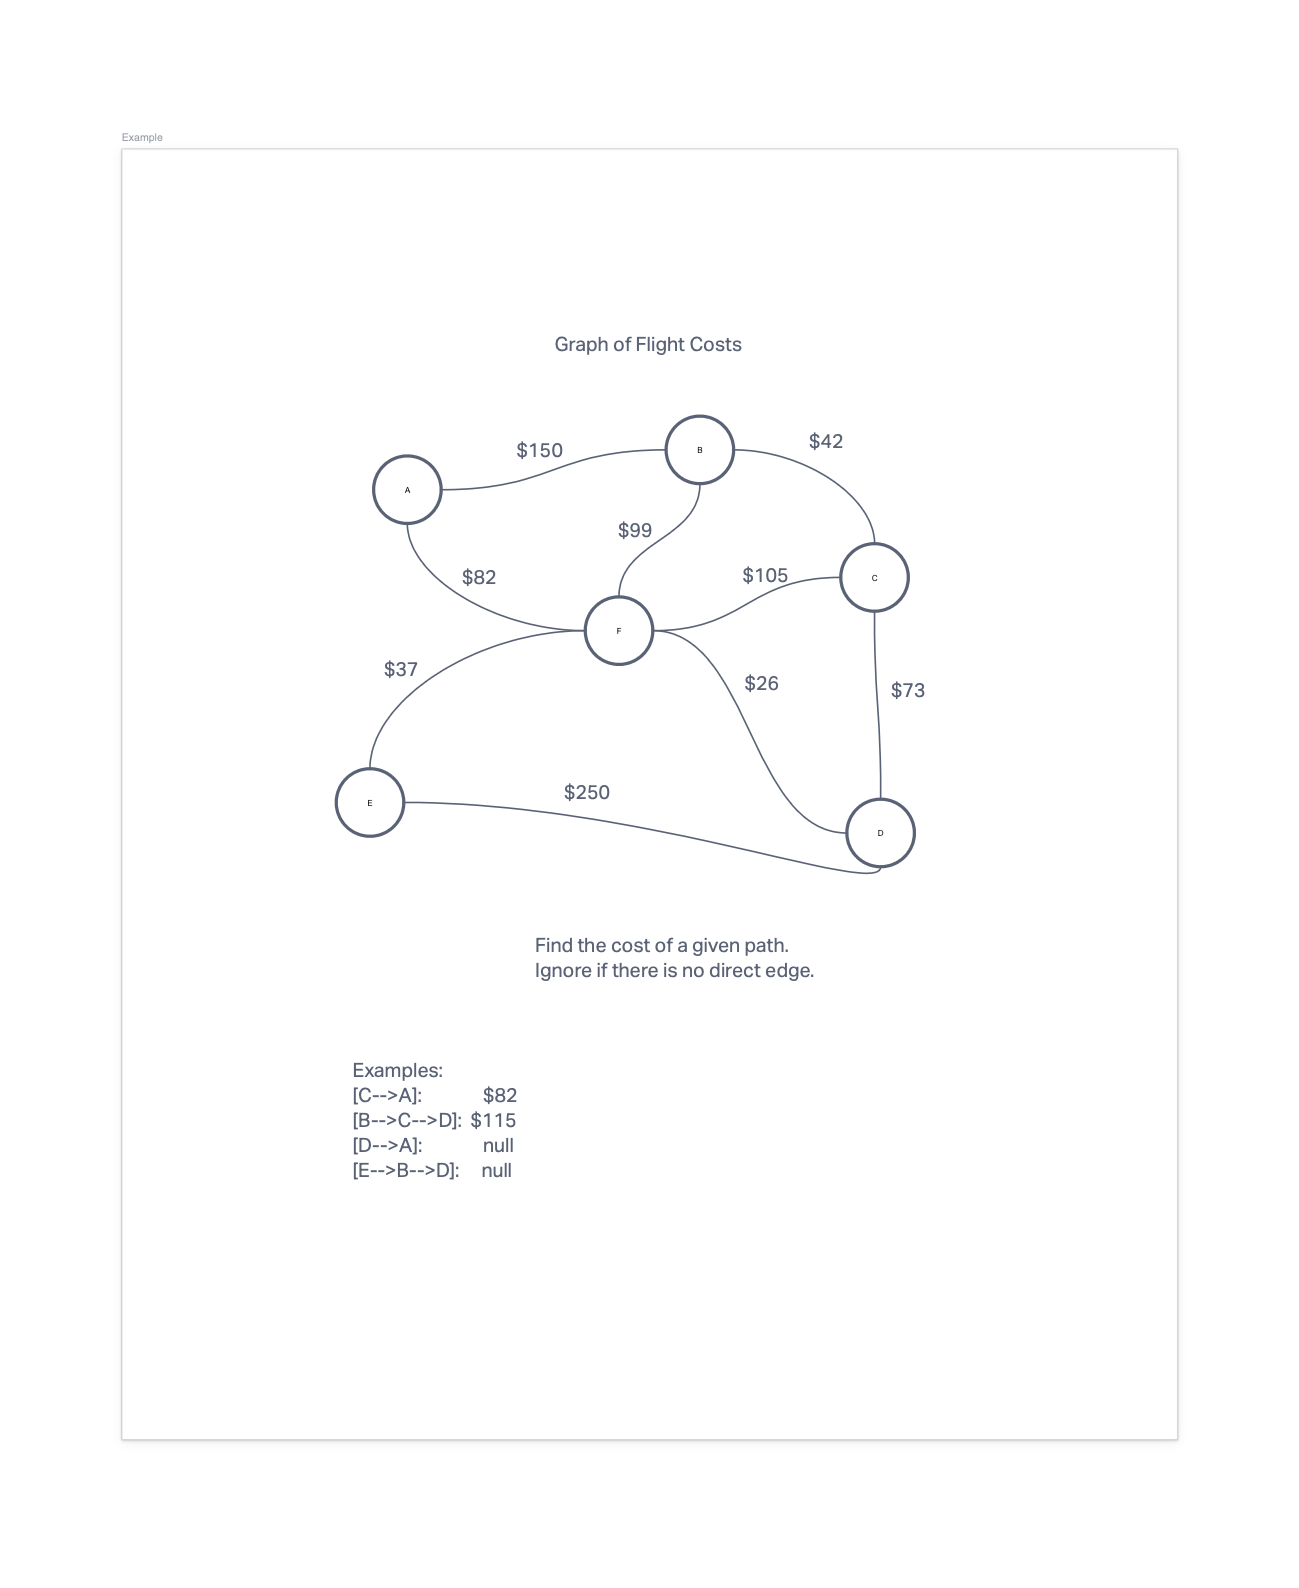 Example
Graph of Flight Costs
$150
$42
B
A
$99
$82
$105
C
F
$37
$26
$73
$250
E
D
Find the cost of a given path.
Ignore if there is no direct edge.
Examples:
[C-->A]: $82
[B-->C-->D]: $115
[D-->A]: null
[E-->B-->D]: null